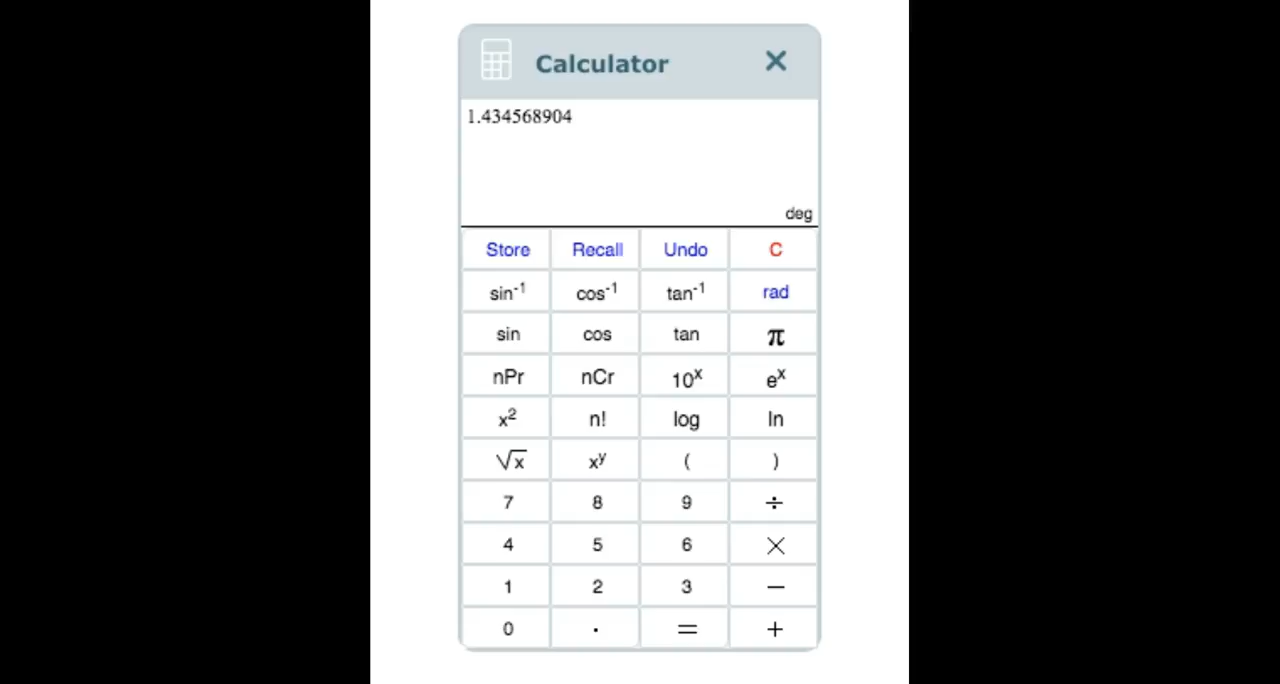 Calculator ×
1.434568904
deg
Store Recall Undo C
sin⁻¹ cos⁻¹ tan⁻¹ rad
sin cos tan π
nPr nCr 10ˣ eˣ
x² n! log ln
√x xʸ ( )
7 8 9 ÷
4 5 6 ×
1 2 3 −
0 . = +